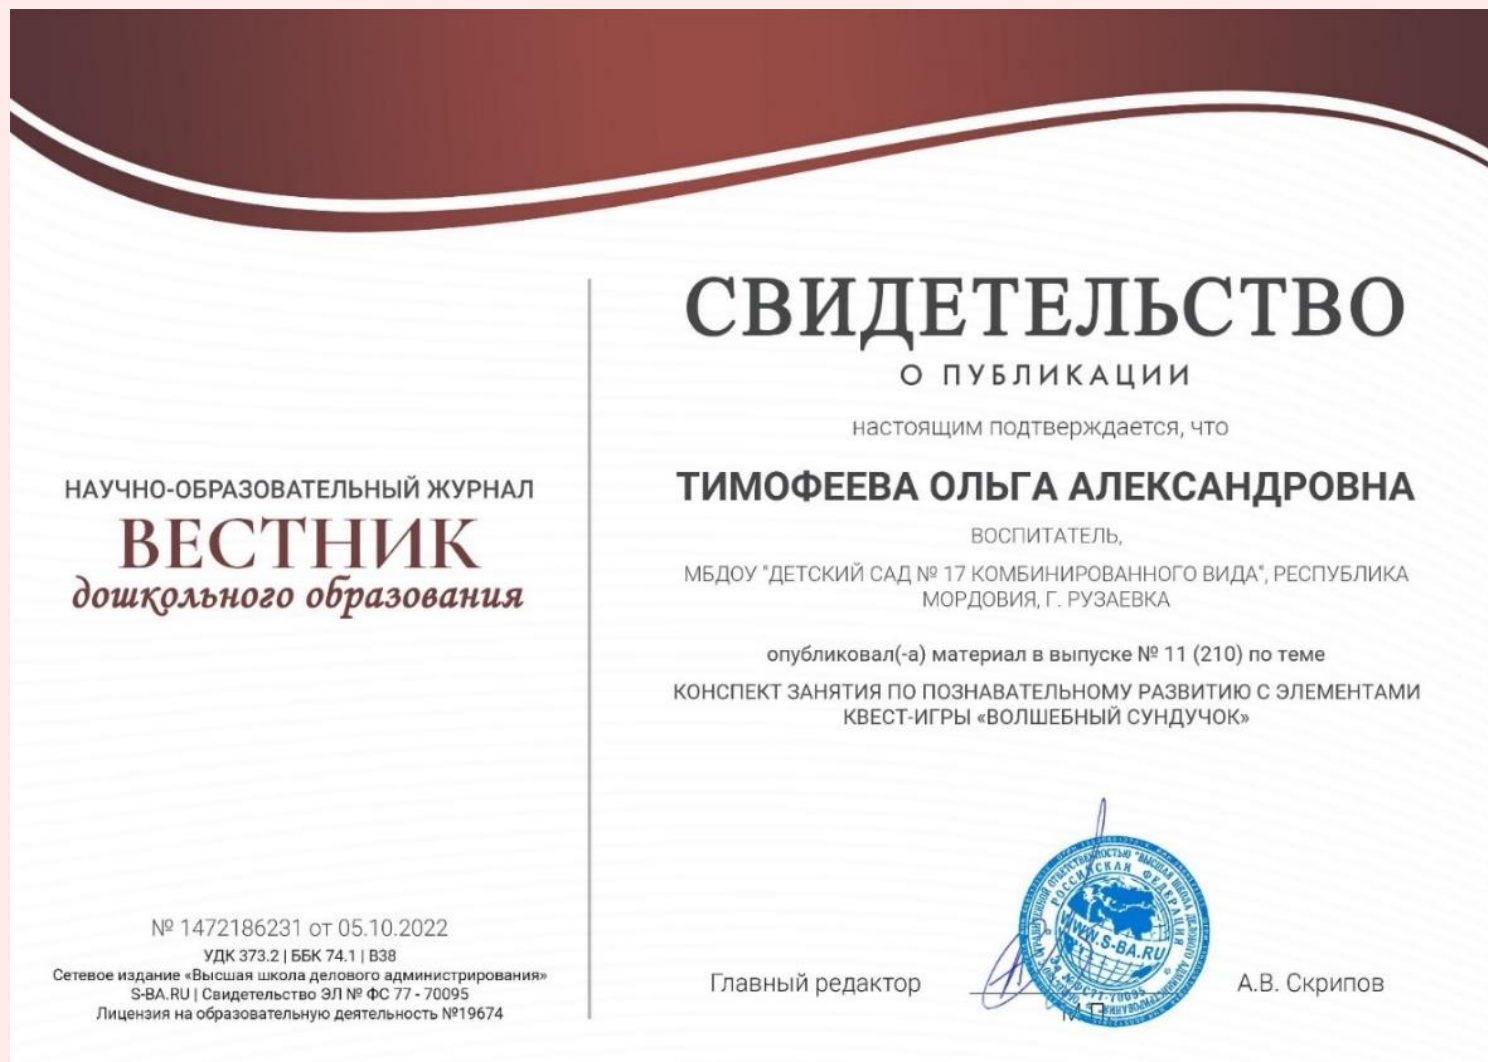 НАУЧНО-ОБРАЗОВАТЕЛЬНЫЙ ЖУРНАЛ
ВЕСТНИК
дошкольного образования
№ 1472186231 от 05.10.2022
УДК 373.2 | ББК 74.1 | В38
Сетевое издание «Высшая школа делового администрирования»
S-BA.RU | Свидетельство ЭЛ № ФС 77 - 70095
Лицензия на образовательную деятельность №19674
СВИДЕТЕЛЬСТВО
О ПУБЛИКАЦИИ
настоящим подтверждается, что
ТИМОФЕЕВА ОЛЬГА АЛЕКСАНДРОВНА
ВОСПИТАТЕЛЬ,
МБДОУ "ДЕТСКИЙ САД № 17 КОМБИНИРОВАННОГО ВИДА", РЕСПУБЛИКА
МОРДОВИЯ, Г. РУЗАЕВКА
опубликовал(-а) материал в выпуске № 11 (210) по теме
КОНСПЕКТ ЗАНЯТИЯ ПО ПОЗНАВАТЕЛЬНОМУ РАЗВИТИЮ С ЭЛЕМЕНТАМИ
КВЕСТ-ИГРЫ «ВОЛШЕБНЫЙ СУНДУЧОК»
Главный редактор
М.П.
А.В. Скрипов
РОССИЙСКАЯ ФЕДЕРАЦИЯ
WWW.S-BA.RU